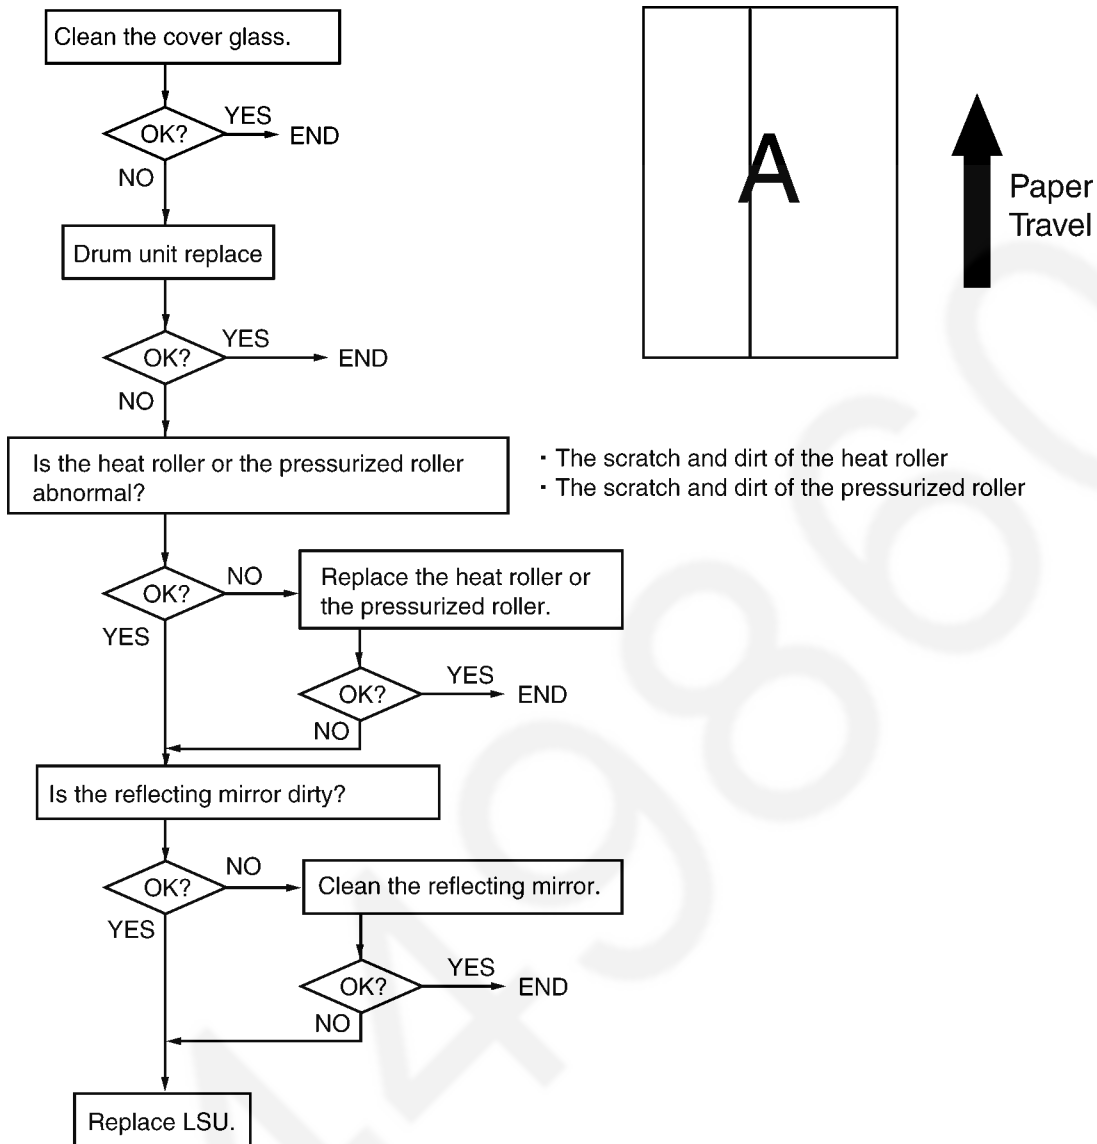 Clean the cover glass.
OK?
YES
END
NO
Drum unit replace
OK?
YES
END
NO
A
Paper
Travel
Is the heat roller or the pressurized roller
abnormal?
· The scratch and dirt of the heat roller
· The scratch and dirt of the pressurized roller
OK?
NO
YES
Replace the heat roller or
the pressurized roller.
OK?
YES
END
NO
Is the reflecting mirror dirty?
OK?
NO
YES
Clean the reflecting mirror.
OK?
YES
END
NO
Replace LSU.